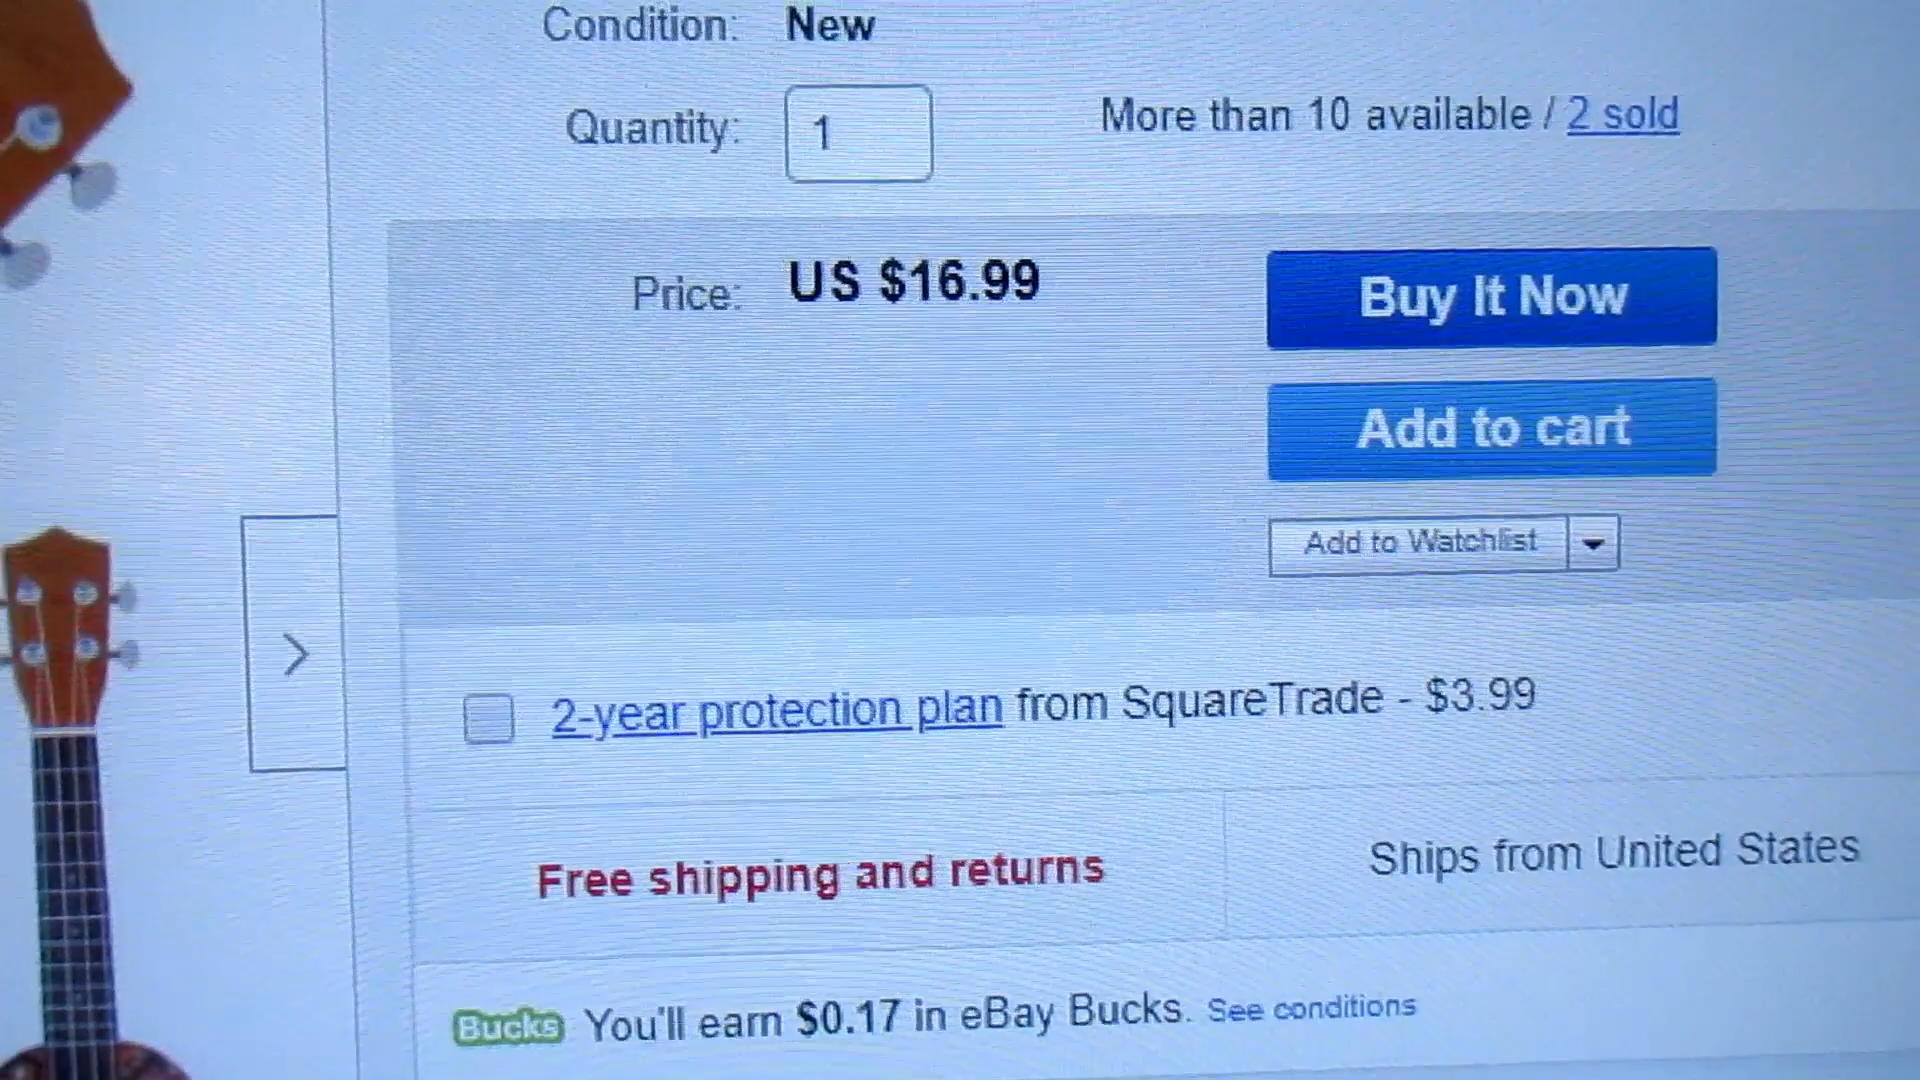 Condition: New
Quantity: 1 More than 10 available / 2 sold
Price: US $16.99
Buy It Now
Add to cart
Add to Watchlist
2-year protection plan from SquareTrade - $3.99
Free shipping and returns
Ships from United States
Bucks You'll earn $0.17 in eBay Bucks. See conditions